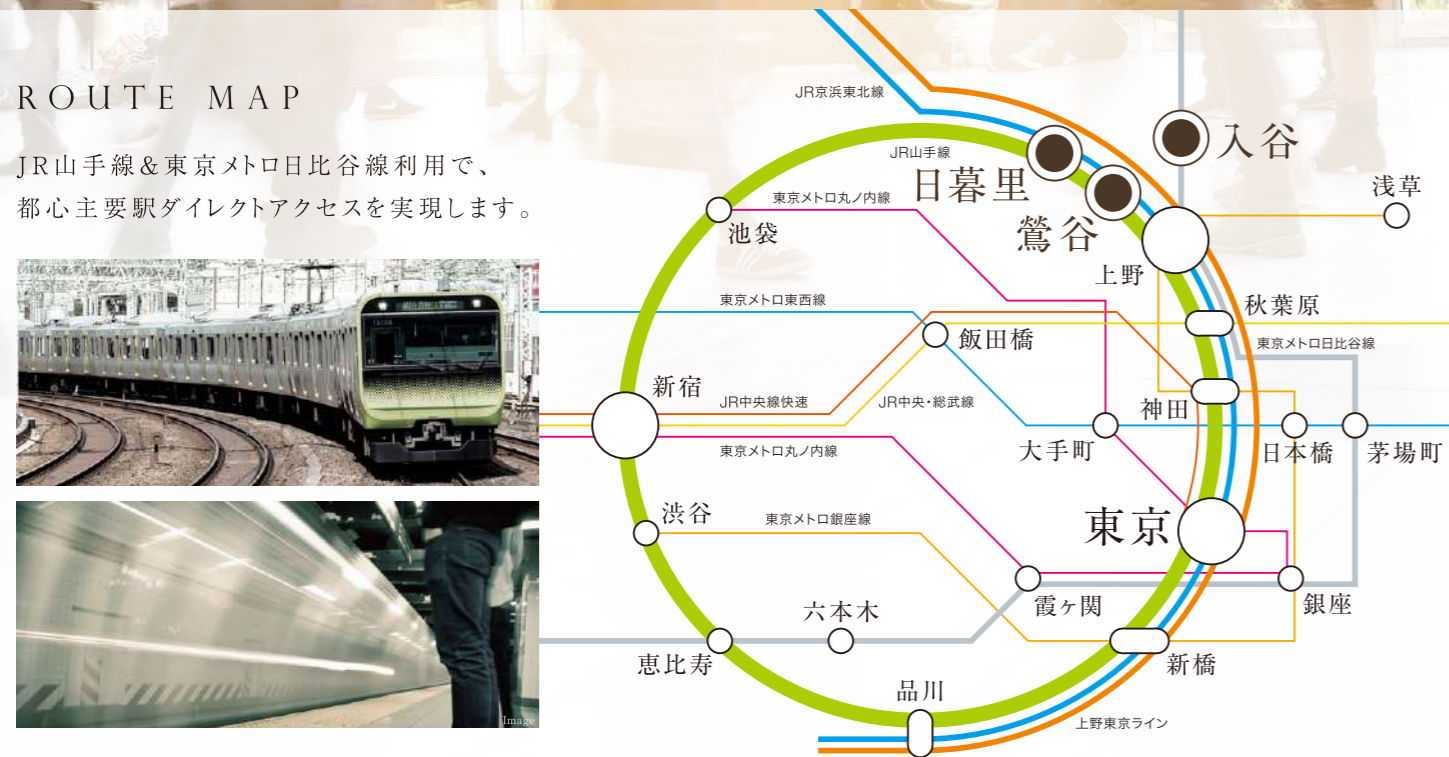 ROUTE MAP
JR山手線&東京メトロ日比谷線利用で、
都心主要駅ダイレクトアクセスを実現します。
Image
JR京浜東北線
JR山手線
日暮里
鶯谷
入谷
浅草
東京メトロ丸ノ内線
池袋
上野
東京メトロ東西線
秋葉原
飯田橋
東京メトロ日比谷線
新宿
JR中央線快速
JR中央・総武線
神田
東京メトロ丸ノ内線
大手町
日本橋
茅場町
渋谷
東京メトロ銀座線
東京
霞ヶ関
銀座
六本木
恵比寿
新橋
品川
上野東京ライン